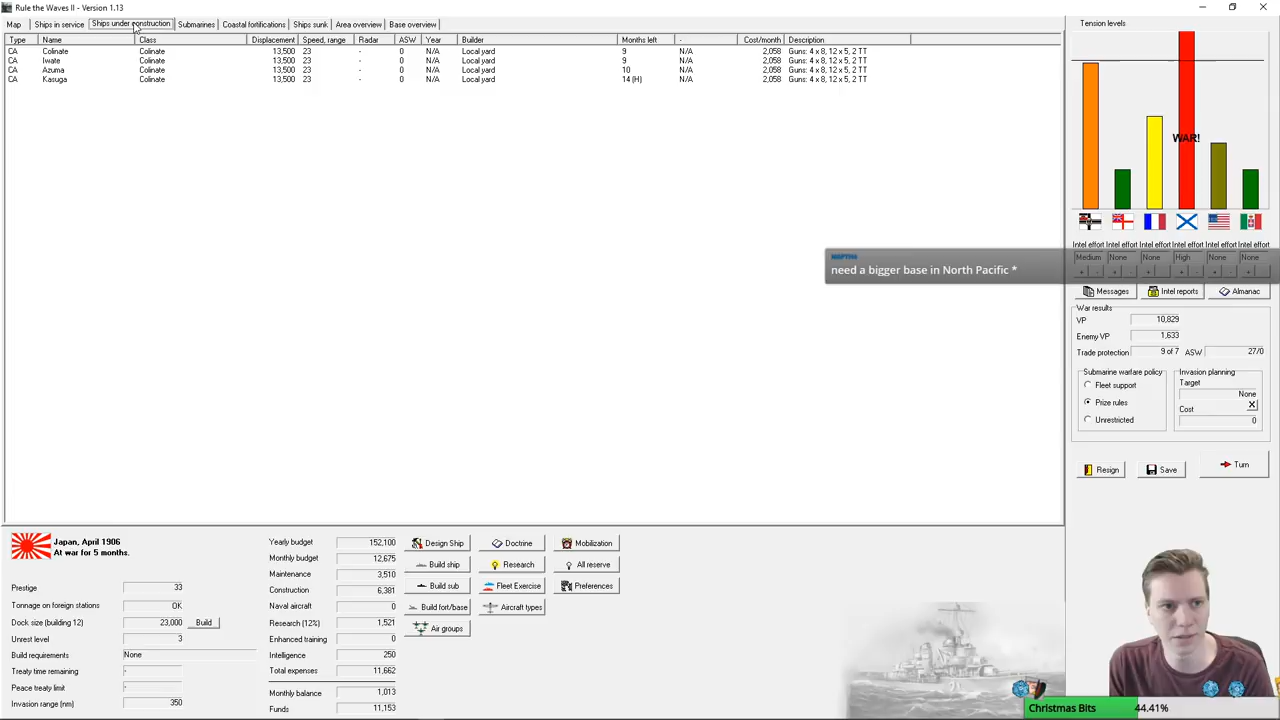 Rule the Waves II - Version 1.13
Map Ships in service Ships under construction Submarines Coastal fortifications Ships sunk Area overview Base overview
Type Name Class Displacement Speed, range Radar ASW Year Builder Months left - Cost/month Description
CA Colinate Colinate 13,500 23 - 0 N/A Local yard 9 N/A 2,058 Guns: 4 x 8, 12 x 5, 2 TT
CA Iwate Colinate 13,500 23 - 0 N/A Local yard 9 N/A 2,058 Guns: 4 x 8, 12 x 5, 2 TT
CA Azuma Colinate 13,500 23 - 0 N/A Local yard 10 N/A 2,058 Guns: 4 x 8, 12 x 5, 2 TT
CA Kasuga Colinate 13,500 23 - 0 N/A Local yard 14 (H) N/A 2,058 Guns: 4 x 8, 12 x 5, 2 TT
Tension levels
WAR!
Intel effort Intel effort Intel effort Intel effort Intel effort Intel effort
Medium None None High None None
+ - + - + - + - + - + -
need a bigger base in North Pacific *
Messages Intel reports Almanac
War results
VP 10,829
Enemy VP 1,633
Trade protection 9 of 7 ASW 27/0
Submarine warfare policy
Fleet support
Prize rules
Unrestricted
Invasion planning
Target
None
Cost X
0
Resign Save Turn
Japan, April 1906
At war for 5 months.
Prestige 33
Tonnage on foreign stations OK
Dock size (building 12) 23,000 Build
Unrest level 3
Build requirements None
Treaty time remaining -
Peace treaty limit -
Invasion range (nm) 350
Yearly budget 152,100
Monthly budget 12,675
Maintenance 3,510
Construction 6,381
Naval aircraft 0
Research (12%) 1,521
Enhanced training 0
Intelligence 250
Total expenses 11,662
Monthly balance 1,013
Funds 11,153
Design Ship Doctrine Mobilization
Build ship Research All reserve
Build sub Fleet Exercise Preferences
Build fort/base Aircraft types
Air groups
Christmas Bits 44.41%